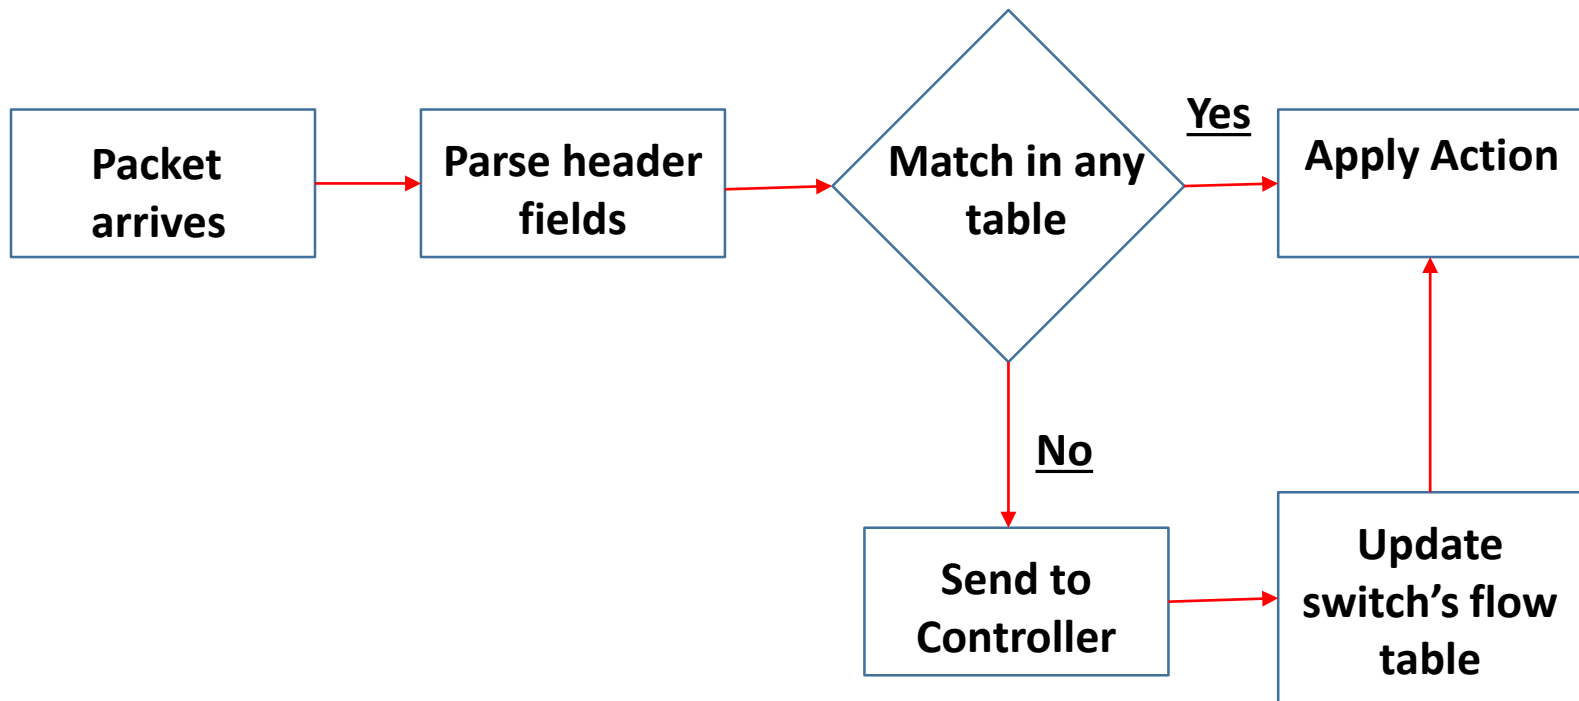 Packet
arrives
Parse header
fields
Match in any
table
Yes
Apply Action
No
Send to
Controller
Update
switch’s flow
table